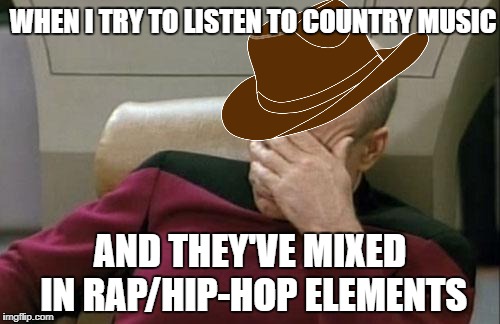 WHEN I TRY TO LISTEN TO COUNTRY MUSIC
AND THEY'VE MIXED
IN RAP/HIP-HOP ELEMENTS
imgflip.com